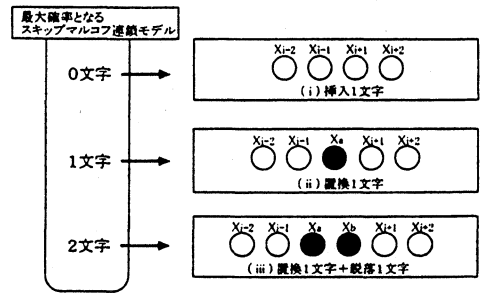 最大確率となる
スキップマルコフ連鎖モデル
0文字
Xi-2 Xi-1 Xi+1 Xi+2
(i)挿入1文字
1文字
Xi-2 Xi-1 Xa Xi+1 Xi+2
(ii)置換1文字
2文字
Xi-2 Xi-1 Xa Xb Xi+1 Xi+2
(iii)置換1文字+脱落1文字